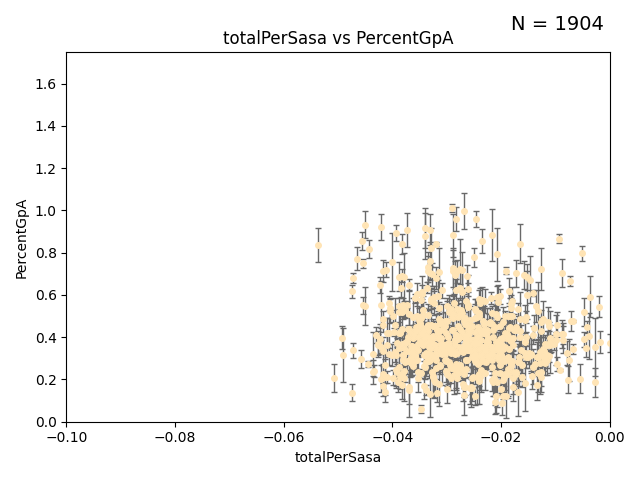 N = 1904
totalPerSasa vs PercentGpA
PercentGpA
1.6
1.4
1.2
1.0
0.8
0.6
0.4
0.2
0.0
−0.10 −0.08 −0.06 −0.04 −0.02 0.00
totalPerSasa